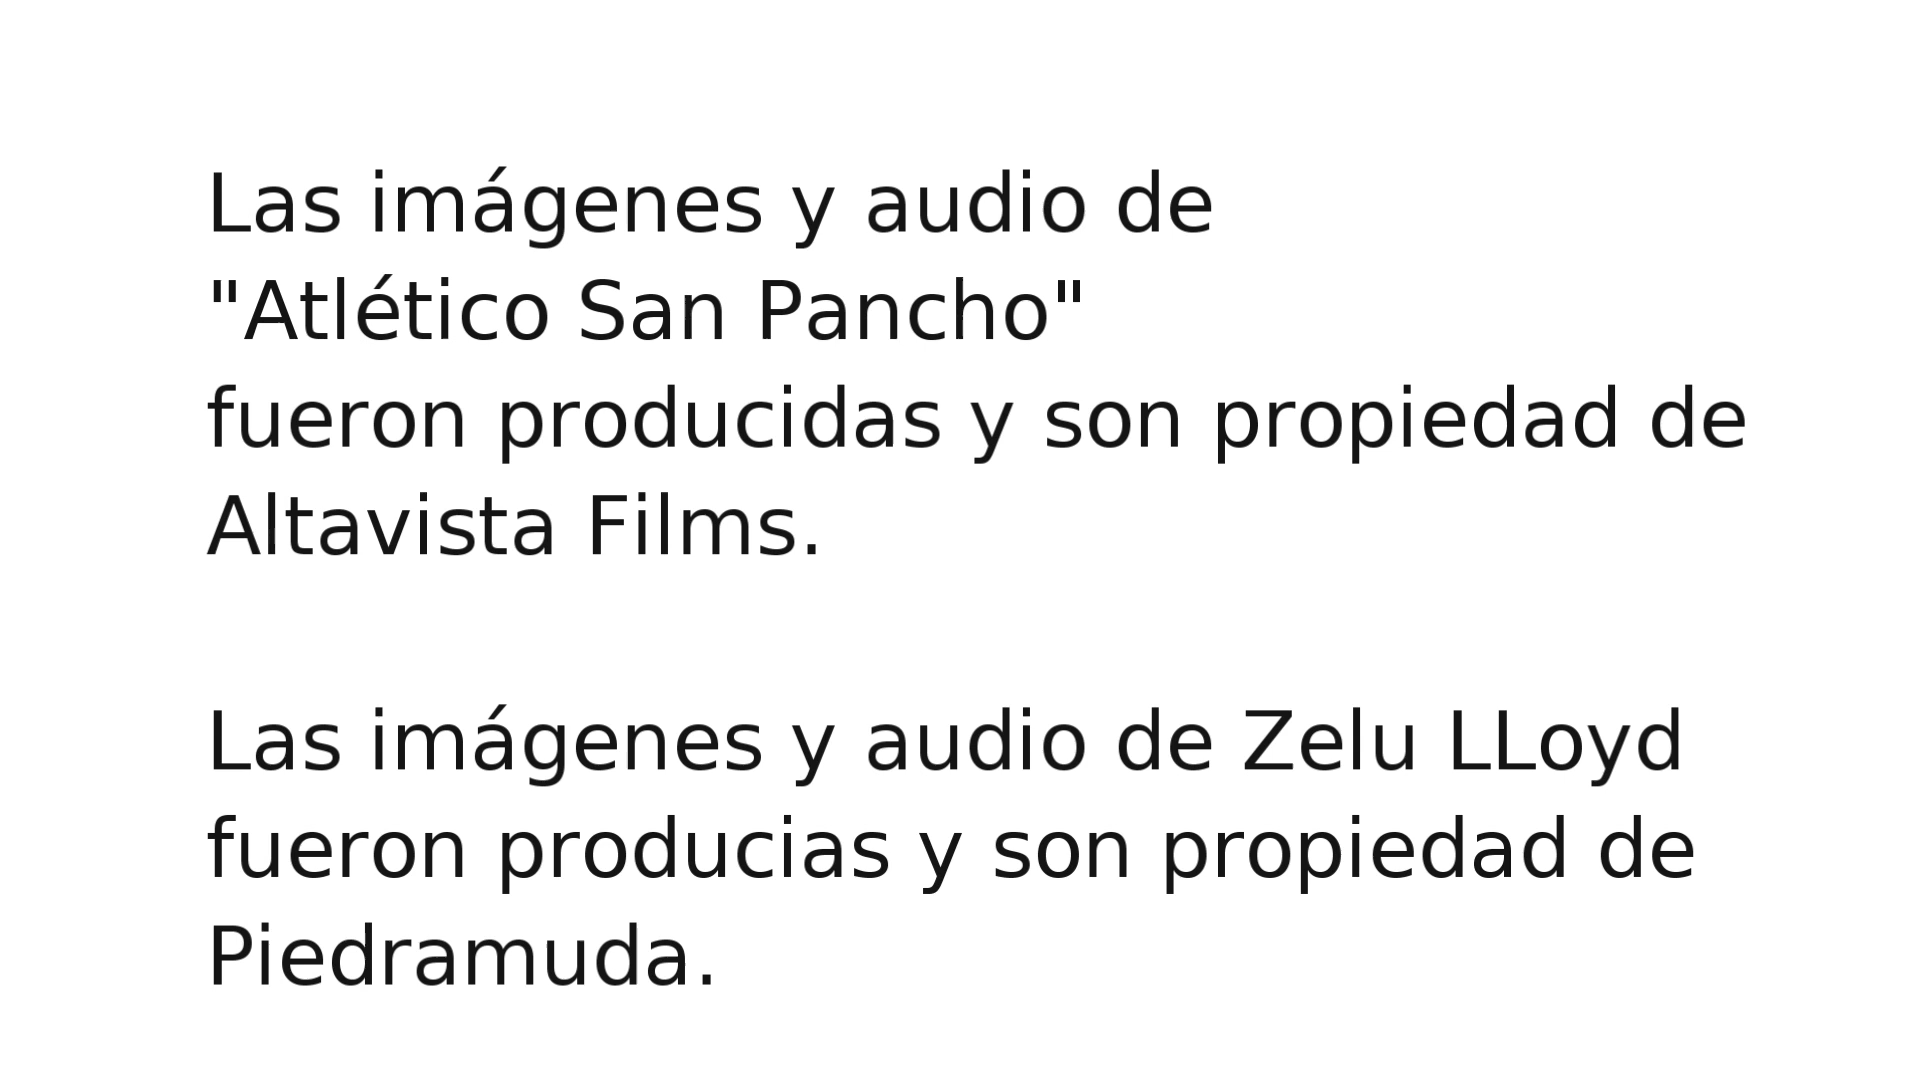 Las imágenes y audio de
"Atlético San Pancho"
fueron producidas y son propiedad de
Altavista Films.
Las imágenes y audio de Zelu LLoyd
fueron producias y son propiedad de
Piedramuda.